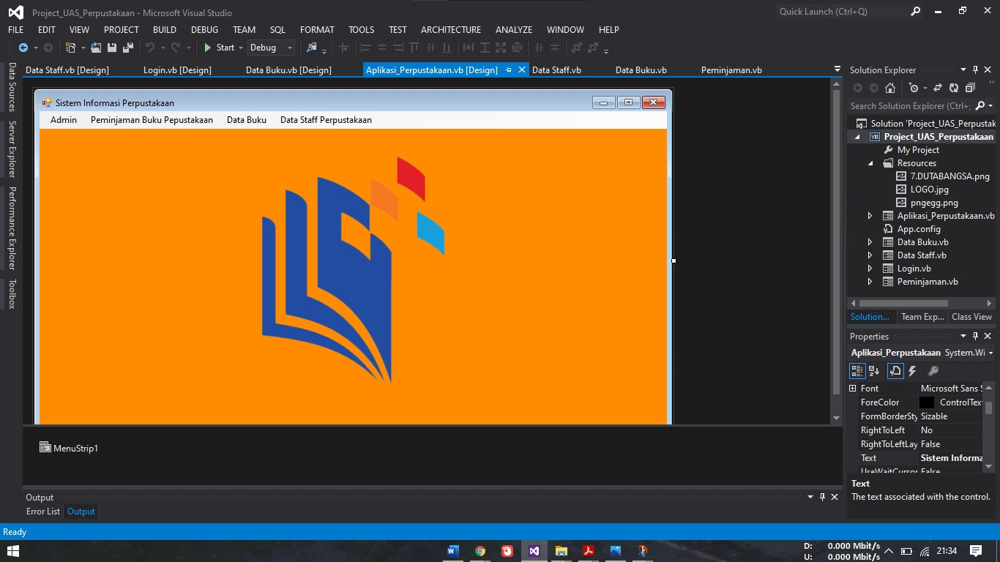 Project_UAS_Perpustakaan - Microsoft Visual Studio
Quick Launch (Ctrl+Q)
FILE EDIT VIEW PROJECT BUILD DEBUG TEAM SQL FORMAT TOOLS TEST ARCHITECTURE ANALYZE WINDOW HELP
Start Debug
Data Staff.vb [Design] Login.vb [Design] Data Buku.vb [Design] Aplikasi_Perpustakaan.vb [Design] Data Staff.vb Data Buku.vb Peminjaman.vb
Data Sources
Server Explorer
Performance Explorer
Toolbox
Sistem Informasi Perpustakaan
Admin Peminjaman Buku Pepustakaan Data Buku Data Staff Perpustakaan
MenuStrip1
Solution Explorer
Search Solution Explorer (Ctrl+;
Solution 'Project_UAS_Perpustak
VB Project_UAS_Perpustakaan
My Project
Resources
7.DUTABANGSA.png
LOGO.jpg
pngegg.png
Aplikasi_Perpustakaan.vb
App.config
Data Buku.vb
Data Staff.vb
Login.vb
Peminjaman.vb
Solution... Team Exp... Class View
Properties
Aplikasi_Perpustakaan System.Wi
Font Microsoft Sans S
ForeColor ControlTex
FormBorderSty Sizable
RightToLeft No
RightToLeftLay False
Text Sistem Informa
UseWaitCursor False
Text
The text associated with the control.
Output
Error List Output
Ready
D: 0.000 Mbit/s
U: 0.000 Mbit/s
21:34